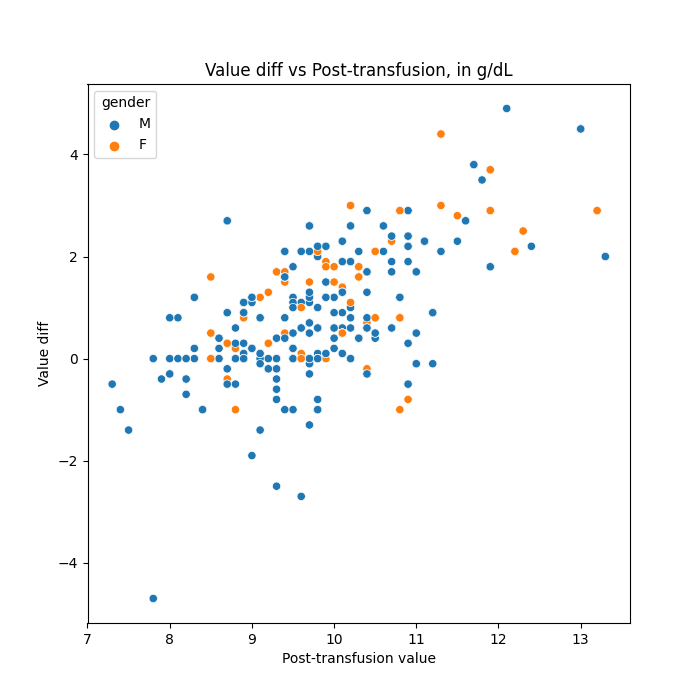 Value diff vs Post-transfusion, in g/dL
gender
M
F
4
2
0
−2
−4
Value diff
7 8 9 10 11 12 13
Post-transfusion value